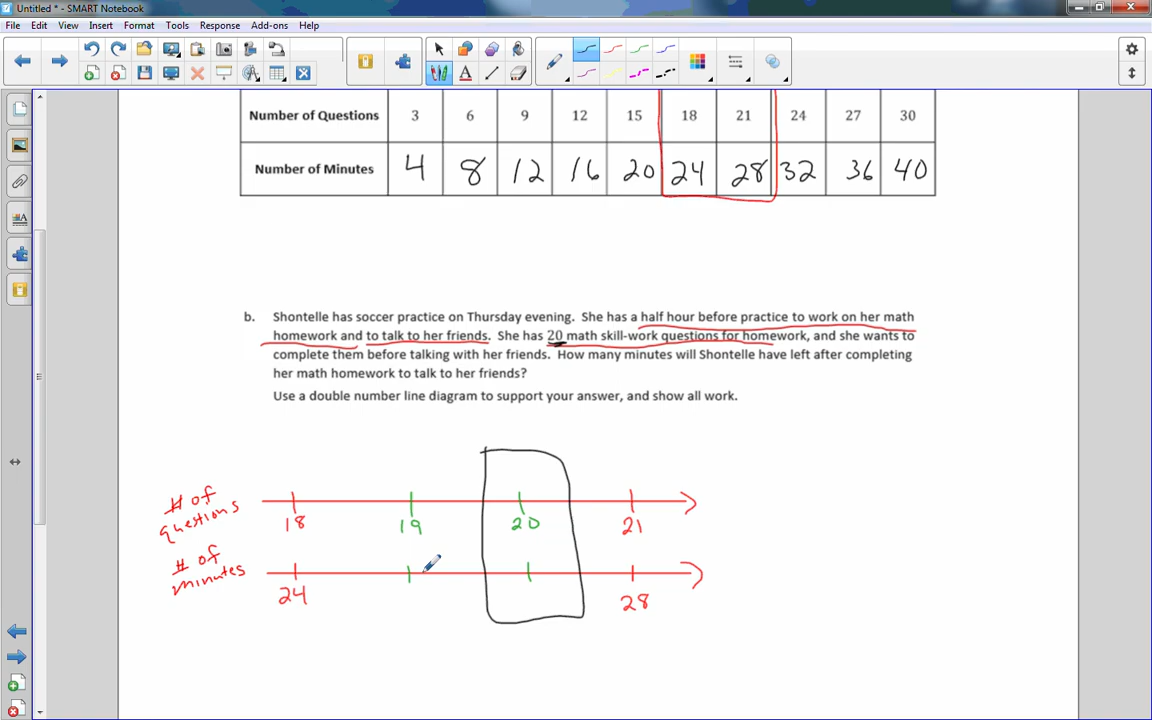 Untitled * - SMART Notebook
File Edit View Insert Format Tools Response Add-ons Help
Number of Questions 3 6 9 12 15 18 21 24 27 30
Number of Minutes 4 8 12 16 20 24 28 32 36 40
b. Shontelle has soccer practice on Thursday evening. She has a half hour before practice to work on her math
homework and to talk to her friends. She has 20 math skill-work questions for homework, and she wants to
complete them before talking with her friends. How many minutes will Shontelle have left after completing
her math homework to talk to her friends?
Use a double number line diagram to support your answer, and show all work.
# of
questions
18 19 20 21
# of
minutes
24 28